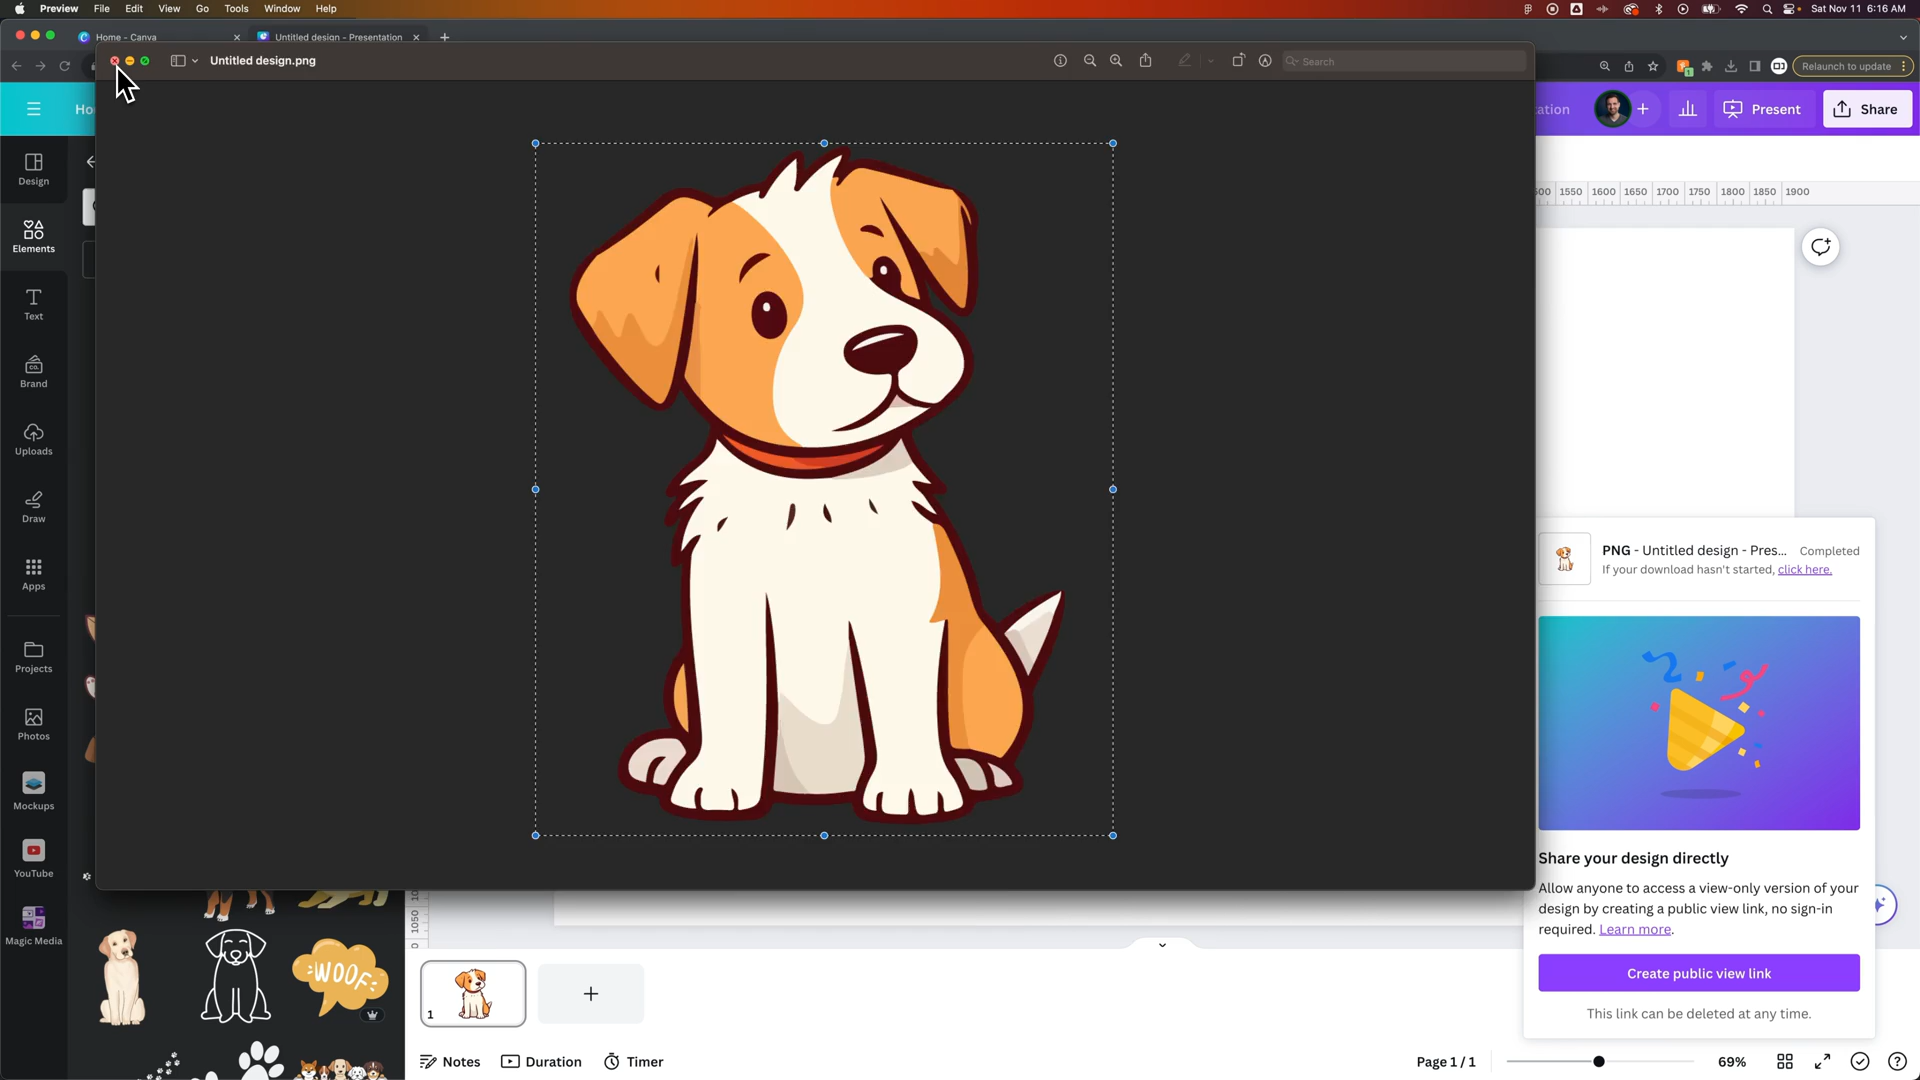 Preview File Edit View Go Tools Window Help
Sat Nov 11 6:16 AM
Home - Canva
Untitled design - Presentation
Untitled design.png
Search
Relaunch to update
Ho
ation
Present
Share
Design
Elements
Text
Brand
Uploads
Draw
Apps
Projects
Photos
Mockups
YouTube
Magic Media
1550 1600 1650 1700 1750 1800 1850 1900
PNG - Untitled design - Pres... Completed
If your download hasn't started, click here.
Share your design directly
Allow anyone to access a view-only version of your
design by creating a public view link, no sign-in
required. Learn more.
Create public view link
This link can be deleted at any time.
1050
0
WOOF
1
Notes
Duration
Timer
Page 1 / 1
69%